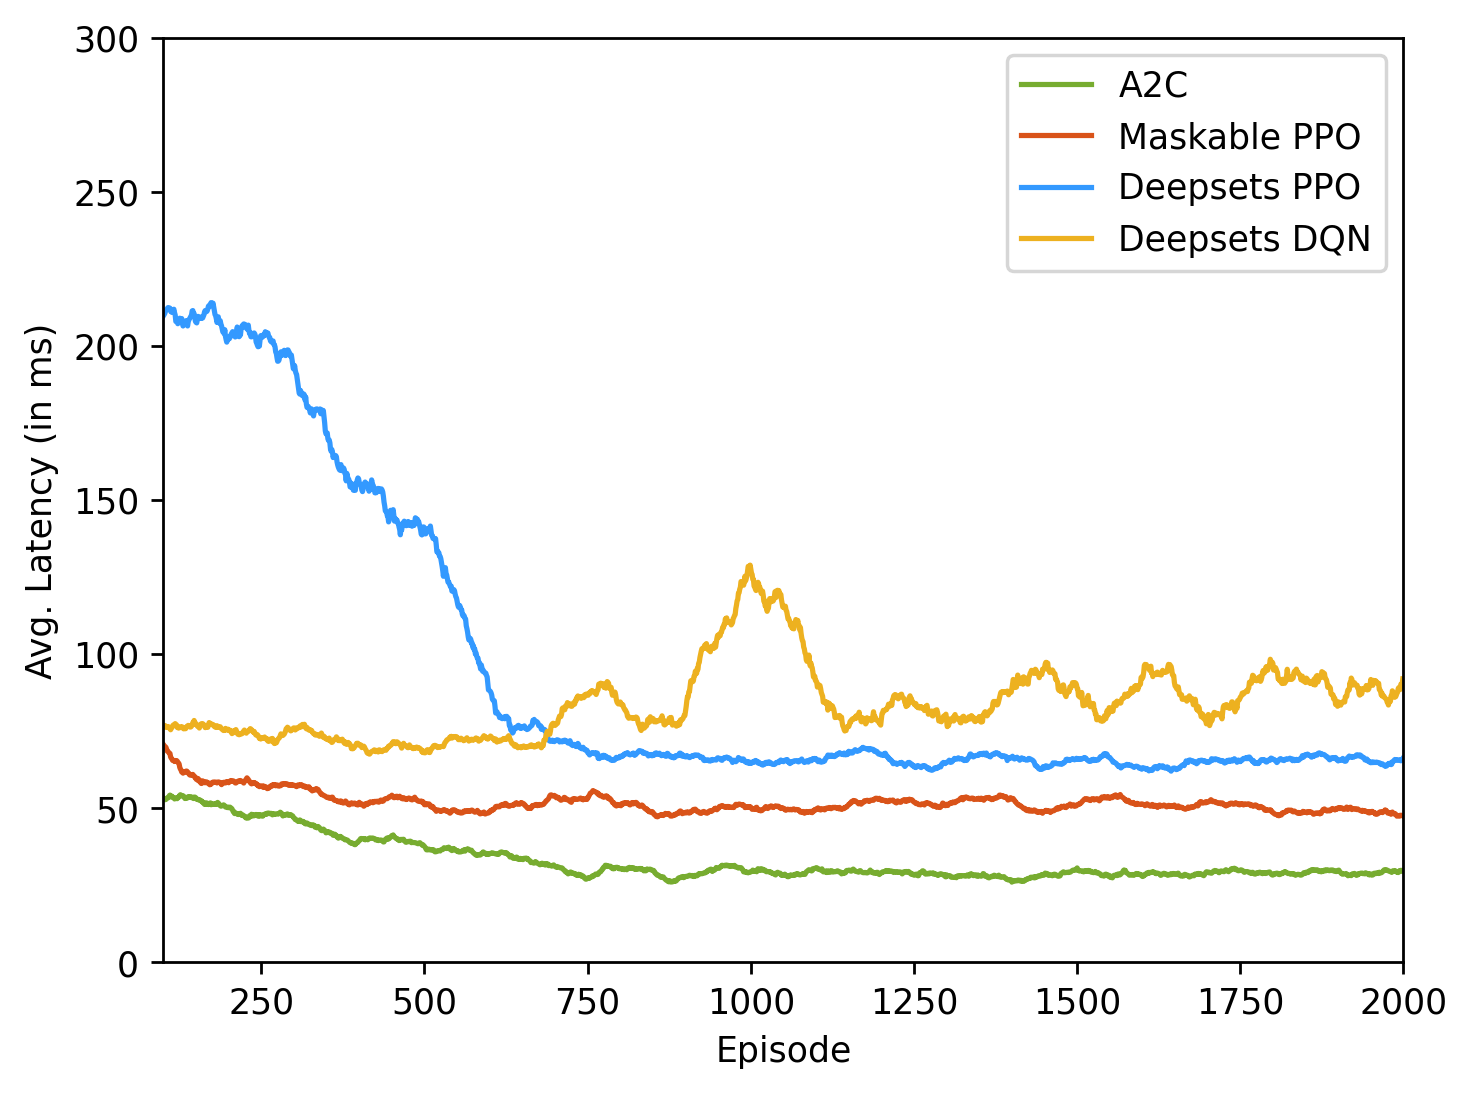 300
250
200
150
100
50
0
Avg. Latency (in ms)
A2C
Maskable PPO
Deepsets PPO
Deepsets DQN
250 500 750 1000 1250 1500 1750 2000
Episode